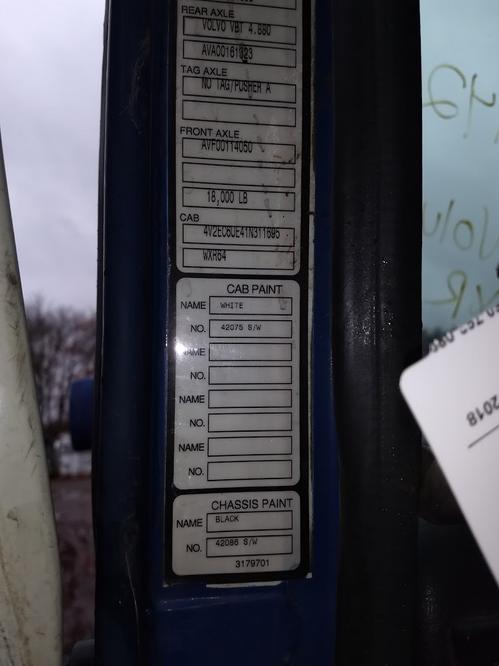 REAR AXLE
VOLVO VBT 4.880
AVA00161323
TAG AXLE
NO TAG/PUSHER A
FRONT AXLE
AVF00114050
18,000 LB
CAB
4V2EC6UE41N311695
WXR64
CAB PAINT
NAME WHITE
NO. 42075 S/W
NAME
NO.
NAME
NO.
NAME
NO.
CHASSIS PAINT
NAME BLACK
NO. 42086 S/W
3179701
2018